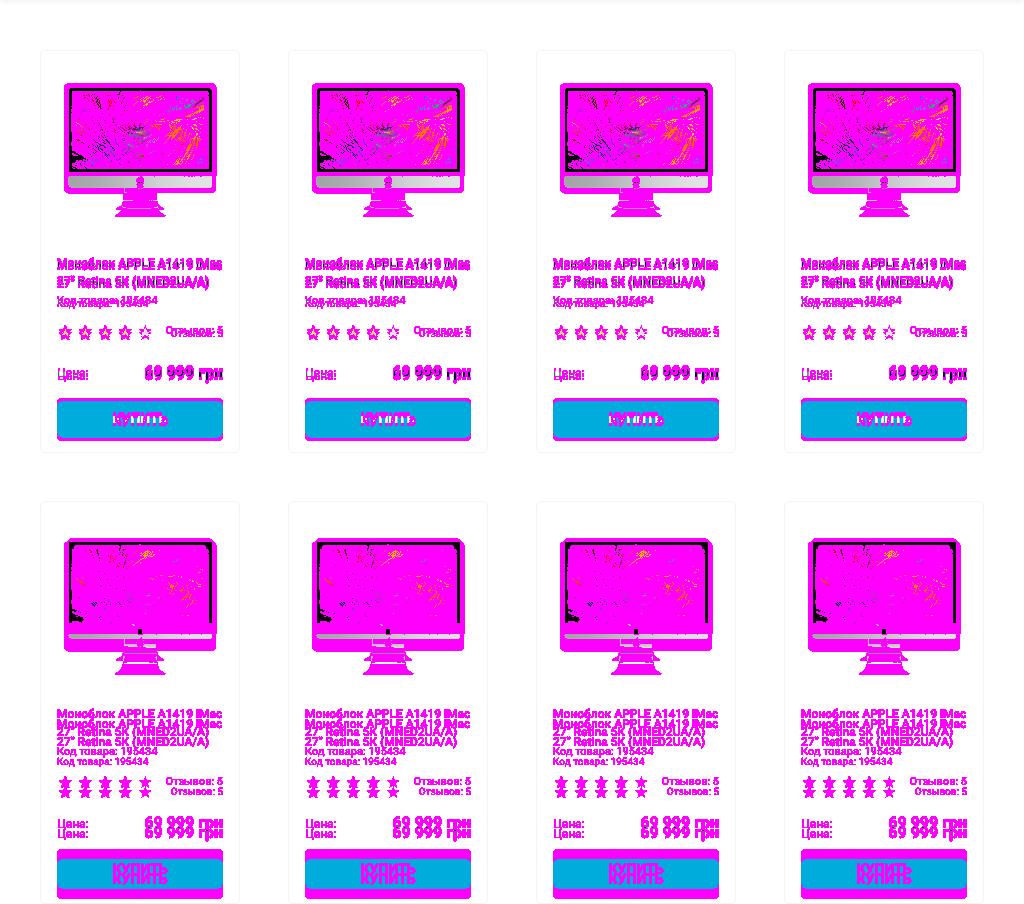 Моноблок APPLE A1419 iMac
27" Retina 5K (MNED2UA/A)
Код товара: 195434
Отзывов: 5
Цена: 69 999 грн
КУПИТЬ
Моноблок APPLE A1419 iMac
27" Retina 5K (MNED2UA/A)
Код товара: 195434
Отзывов: 5
Цена: 69 999 грн
КУПИТЬ
Моноблок APPLE A1419 iMac
27" Retina 5K (MNED2UA/A)
Код товара: 195434
Отзывов: 5
Цена: 69 999 грн
КУПИТЬ
Моноблок APPLE A1419 iMac
27" Retina 5K (MNED2UA/A)
Код товара: 195434
Отзывов: 5
Цена: 69 999 грн
КУПИТЬ
Моноблок APPLE A1419 iMac
Моноблок APPLE A1419 iMac
27" Retina 5K (MNED2UA/A)
27" Retina 5K (MNED2UA/A)
Код товара: 195434
Код товара: 195434
Отзывов: 5
Отзывов: 5
Цена: 69 999 грн
Цена: 69 999 грн
КУПИТЬ
Моноблок APPLE A1419 iMac
Моноблок APPLE A1419 iMac
27" Retina 5K (MNED2UA/A)
27" Retina 5K (MNED2UA/A)
Код товара: 195434
Код товара: 195434
Отзывов: 5
Отзывов: 5
Цена: 69 999 грн
Цена: 69 999 грн
КУПИТЬ
Моноблок APPLE A1419 iMac
Моноблок APPLE A1419 iMac
27" Retina 5K (MNED2UA/A)
27" Retina 5K (MNED2UA/A)
Код товара: 195434
Код товара: 195434
Отзывов: 5
Отзывов: 5
Цена: 69 999 грн
Цена: 69 999 грн
КУПИТЬ
Моноблок APPLE A1419 iMac
Моноблок APPLE A1419 iMac
27" Retina 5K (MNED2UA/A)
27" Retina 5K (MNED2UA/A)
Код товара: 195434
Код товара: 195434
Отзывов: 5
Отзывов: 5
Цена: 69 999 грн
Цена: 69 999 грн
КУПИТЬ